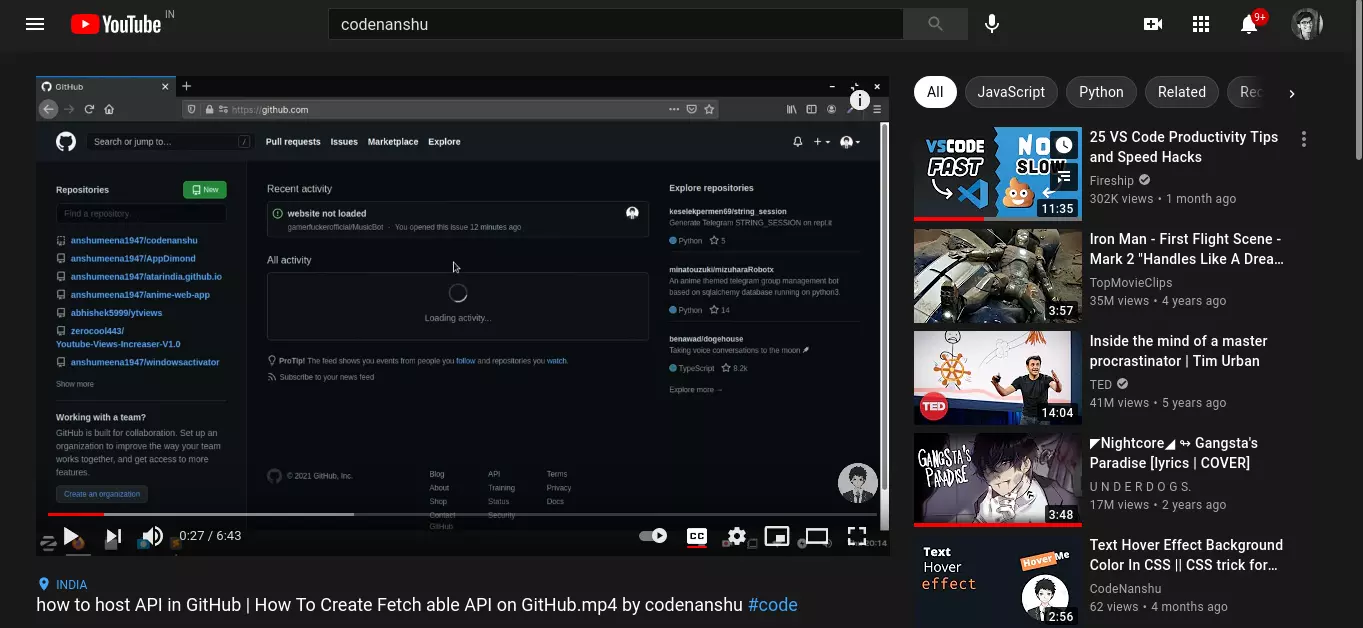 YouTube IN
codenanshu
9+
GitHub
https://github.com
Search or jump to... /
Pull requests Issues Marketplace Explore
Repositories
New
Find a repository...
anshumeena1947/codenanshu
anshumeena1947/AppDimond
anshumeena1947/atarindia.github.io
anshumeena1947/anime-web-app
abhishek5999/ytviews
zerocool443/
Youtube-Views-Increaser-V1.0
anshumeena1947/windowsactivator
Show more
Working with a team?
GitHub is built for collaboration. Set up an
organization to improve the way your team
works together, and get access to more
features.
Create an organization
Recent activity
website not loaded
gamerfuckerofficial/MusicBot · You opened this issue 12 minutes ago
All activity
Loading activity...
ProTip! The feed shows you events from people you follow and repositories you watch.
Subscribe to your news feed
© 2021 GitHub, Inc.
Blog
About
Shop
Contact
GitHub
API
Training
Status
Security
Terms
Privacy
Docs
Explore repositories
keselekpermen69/string_session
Generate Telegram STRING_SESSION on repl.it
Python 5
minatouzuki/mizuharaRobotx
An anime themed telegram group management bot
based on sqlalchemy database running on python3.
Python 14
benawad/dogehouse
Taking voice conversations to the moon
TypeScript 8.2k
Explore more →
0:27 / 6:43
CC
20:14
INDIA
how to host API in GitHub | How To Create Fetch able API on GitHub.mp4 by codenanshu #code
All JavaScript Python Related Rec
VSCODE
FAST
NO
SLOW
11:35
25 VS Code Productivity Tips
and Speed Hacks
Fireship
302K views • 1 month ago
3:57
Iron Man - First Flight Scene -
Mark 2 "Handles Like A Drea...
TopMovieClips
35M views • 4 years ago
TED
14:04
Inside the mind of a master
procrastinator | Tim Urban
TED
41M views • 5 years ago
GANGSTA'S
PARADISE
3:48
◤Nightcore◢ ↬ Gangsta's
Paradise [lyrics | COVER]
U N D E R D O G S.
17M views • 2 years ago
Text
Hover
effect
Hover Me
2:56
Text Hover Effect Background
Color In CSS || CSS trick for...
CodeNanshu
62 views • 4 months ago